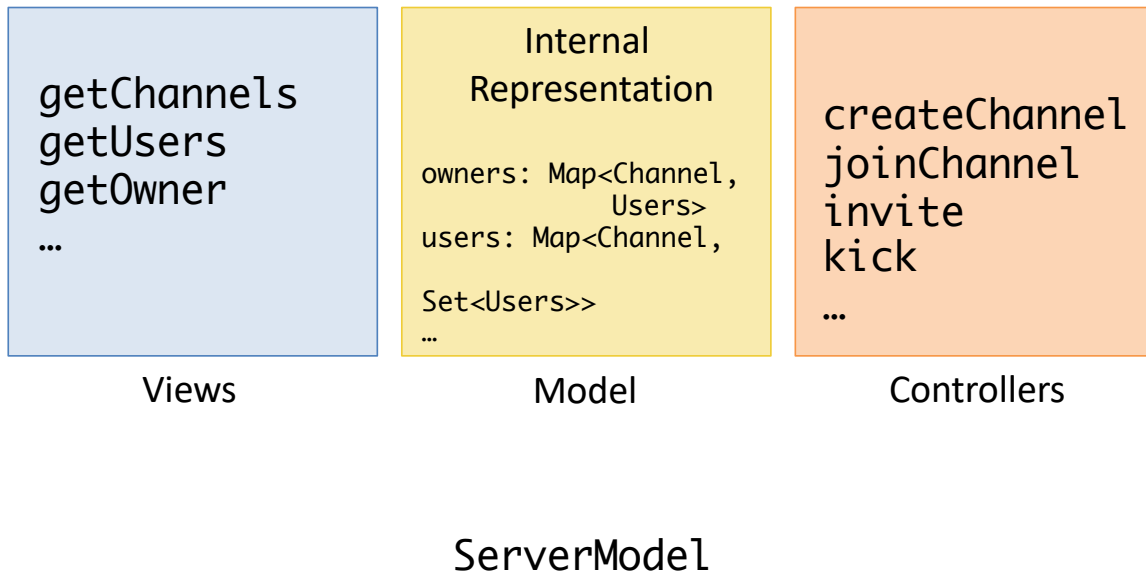 getChannels
getUsers
getOwner
…
Views
Internal
Representation
owners: Map<Channel,
Users>
users: Map<Channel,
Set<Users>>
…
Model
createChannel
joinChannel
invite
kick
…
Controllers
ServerModel